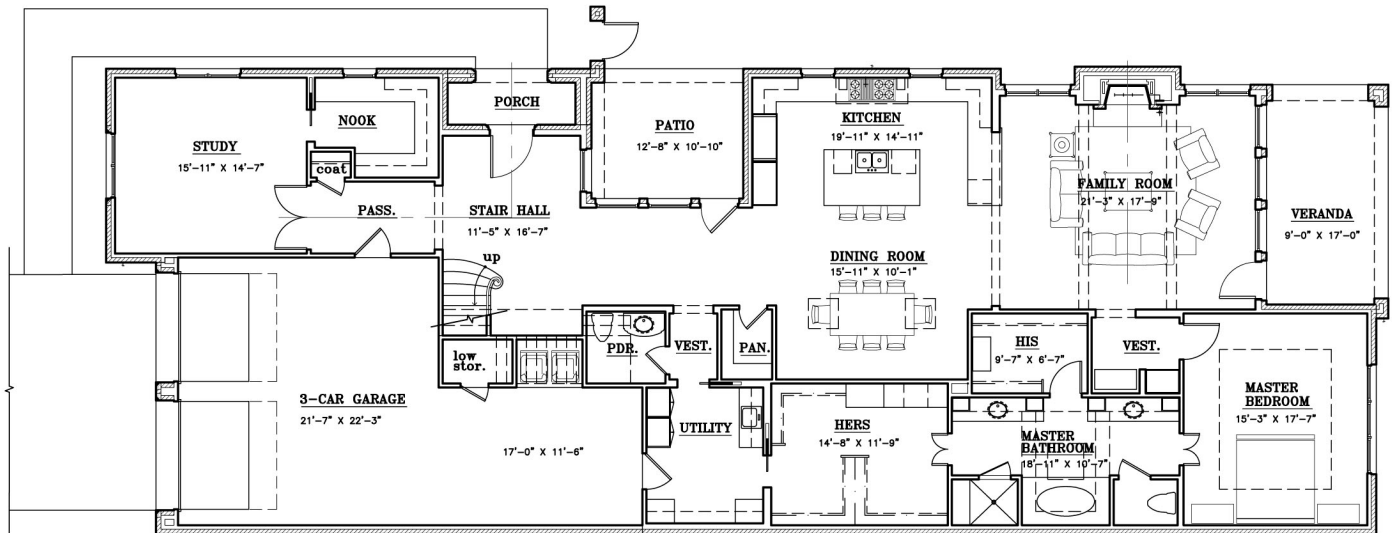 PORCH
NOOK
KITCHEN
19'-11" X 14'-11"
PATIO
12'-8" X 10'-10"
STUDY
15'-11" X 14'-7"
coat
FAMILY ROOM
21'-3" X 17'-9"
PASS.
STAIR HALL
11'-5" X 16'-7"
VERANDA
9'-0" X 17'-0"
up
DINING ROOM
15'-11" X 10'-1"
PDR.
VEST.
PAN.
HIS
9'-7" X 6'-7"
VEST.
low
stor.
MASTER
BEDROOM
15'-3" X 17'-7"
3-CAR GARAGE
21'-7" X 22'-3"
UTILITY
HERS
14'-8" X 11'-9"
MASTER
BATHROOM
18'-11" X 10'-7"
17'-0" X 11'-6"